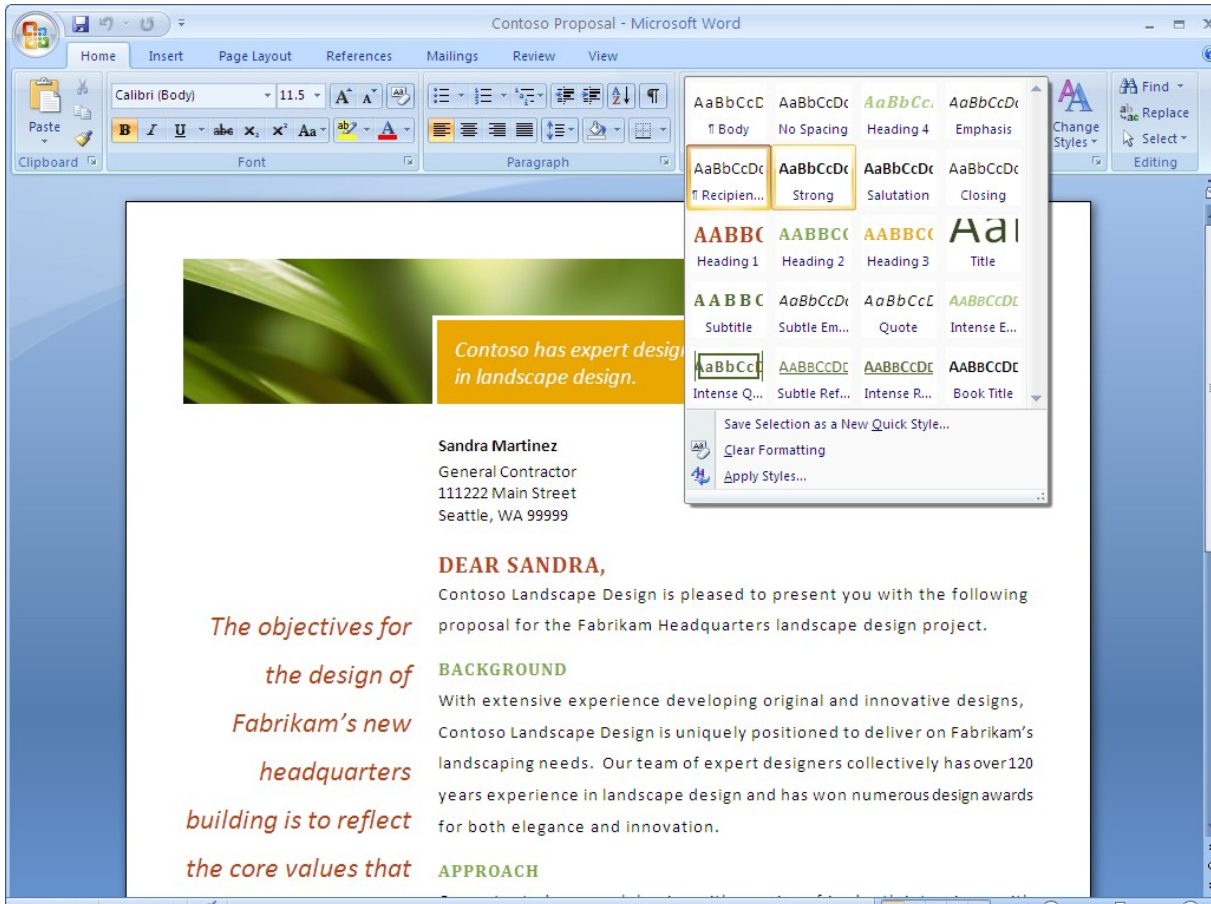 Contoso Proposal - Microsoft Word
Home Insert Page Layout References Mailings Review View
Paste
Clipboard
Calibri (Body) 11.5
B I U abc X₂ X² Aa
Font
Paragraph
AaBbCcD AaBbCcDc AaBbCc AaBbCcDc
¶ Body No Spacing Heading 4 Emphasis
AaBbCcDc AaBbCcDc AaBbCcDc AaBbCcDc
¶ Recipien... Strong Salutation Closing
AABBC AABBCC AABBCC Aa
Heading 1 Heading 2 Heading 3 Title
AABBC AaBbCcDc AaBbCcD AABBCCDD
Subtitle Subtle Em... Quote Intense E...
AaBbCcD AABBCCDD AABBCCDD AABBCCDD
Intense Q... Subtle Ref... Intense R... Book Title
Save Selection as a New Quick Style...
Clear Formatting
Apply Styles...
Change
Styles
Find
Replace
Select
Editing
Contoso has expert
in landscape design.
Sandra Martinez
General Contractor
111222 Main Street
Seattle, WA 99999
DEAR SANDRA,
Contoso Landscape Design is pleased to present you with the following
proposal for the Fabrikam Headquarters landscape design project.
BACKGROUND
With extensive experience developing original and innovative designs,
Contoso Landscape Design is uniquely positioned to deliver on Fabrikam's
landscaping needs. Our team of expert designers collectively has over 120
years experience in landscape design and has won numerous design awards
for both elegance and innovation.
APPROACH
The objectives for
the design of
Fabrikam's new
headquarters
building is to reflect
the core values that